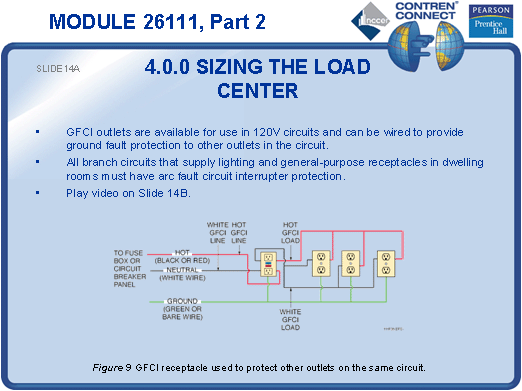 MODULE 26111, Part 2
nccer
CONTREN®
CONNECT
PEARSON
Prentice
Hall
SLIDE 14A
4.0.0 SIZING THE LOAD
CENTER
• GFCI outlets are available for use in 120V circuits and can be wired to provide
ground fault protection to other outlets in the circuit.
• All branch circuits that supply lighting and general-purpose receptacles in dwelling
rooms must have arc fault circuit interrupter protection.
• Play video on Slide 14B.
WHITE
GFCI
LINE
HOT
GFCI
LINE
HOT
GFCI
LOAD
TO FUSE
BOX OR
CIRCUIT
BREAKER
PANEL
HOT
(BLACK OR RED)
NEUTRAL
(WHITE WIRE)
GROUND
(GREEN OR
BARE WIRE)
WHITE
GFCI
LOAD
Figure 9 GFCI receptacle used to protect other outlets on the same circuit.